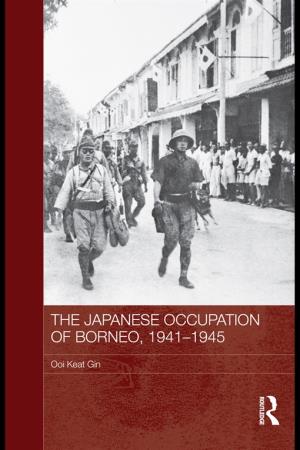 THE JAPANESE OCCUPATION
OF BORNEO, 1941–1945
Ooi Keat Gin
ROUTLEDGE